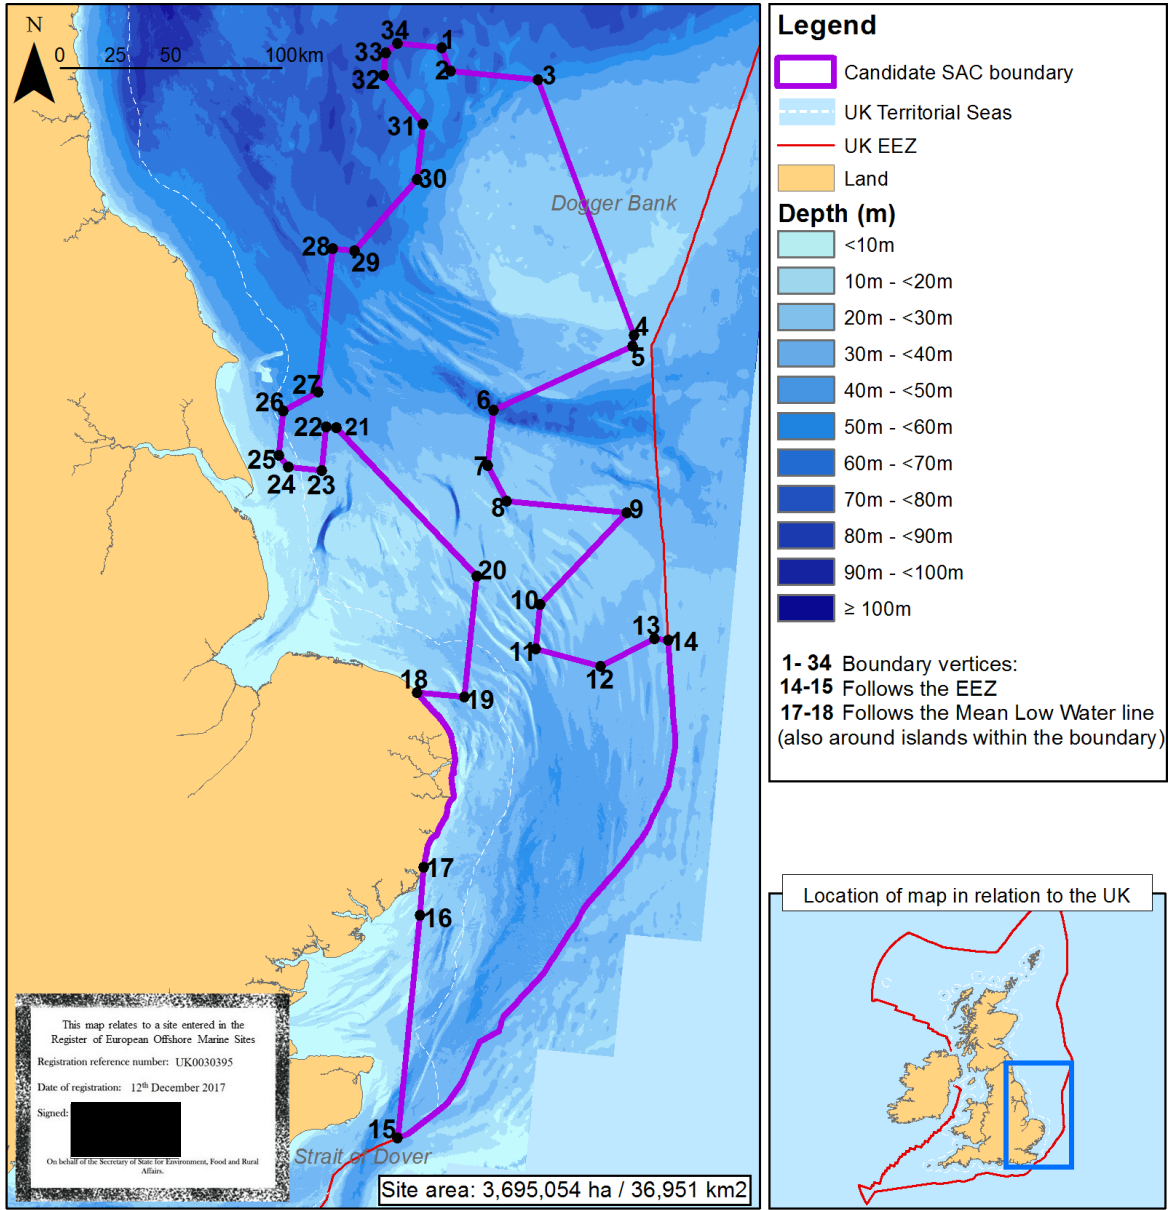 N
0 25 50 100km
34
33
1
32
2
3
31
30
Dogger Bank
28
29
4
5
27
26
6
22 21
25
24
23
7
8
9
20
10
11
13
14
12
18
19
17
16
15
Strait of Dover
This map relates to a site entered in the
Register of European Offshore Marine Sites
Registration reference number: UK0030395
Date of registration: 12th December 2017
Signed:
On behalf of the Secretary of State for Environment, Food and Rural
Affairs.
Site area: 3,695,054 ha / 36,951 km2
Legend
Candidate SAC boundary
UK Territorial Seas
UK EEZ
Land
Depth (m)
<10m
10m - <20m
20m - <30m
30m - <40m
40m - <50m
50m - <60m
60m - <70m
70m - <80m
80m - <90m
90m - <100m
≥ 100m
1- 34 Boundary vertices:
14-15 Follows the EEZ
17-18 Follows the Mean Low Water line
(also around islands within the boundary)
Location of map in relation to the UK